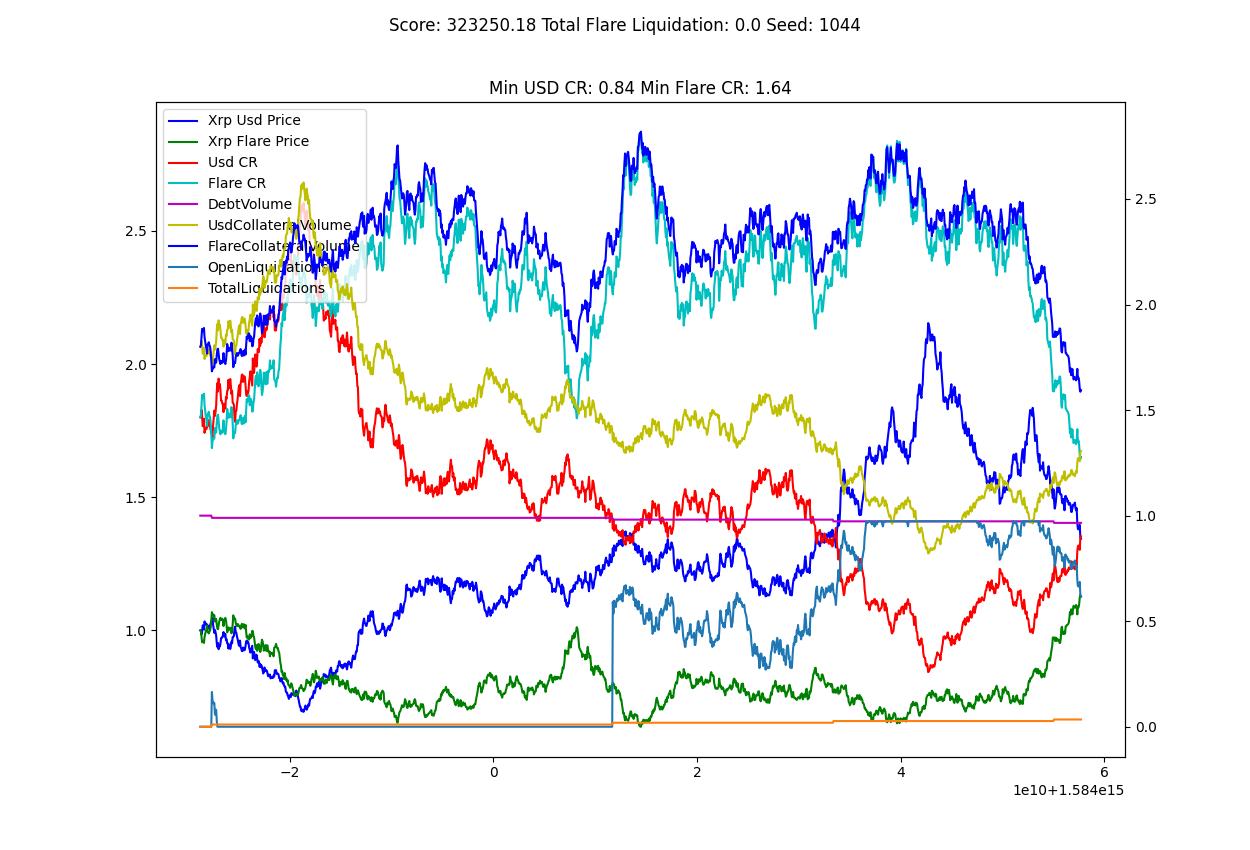 Score: 323250.18 Total Flare Liquidation: 0.0 Seed: 1044
Min USD CR: 0.84 Min Flare CR: 1.64
Xrp Usd Price
Xrp Flare Price
Usd CR
Flare CR
DebtVolume
UsdCollateralVolume
FlareCollateralVolume
OpenLiquidations
TotalLiquidations
2.5
2.0
1.5
1.0
2.5
2.0
1.5
1.0
0.5
0.0
−2
0
2
4
6
1e10+1.584e15